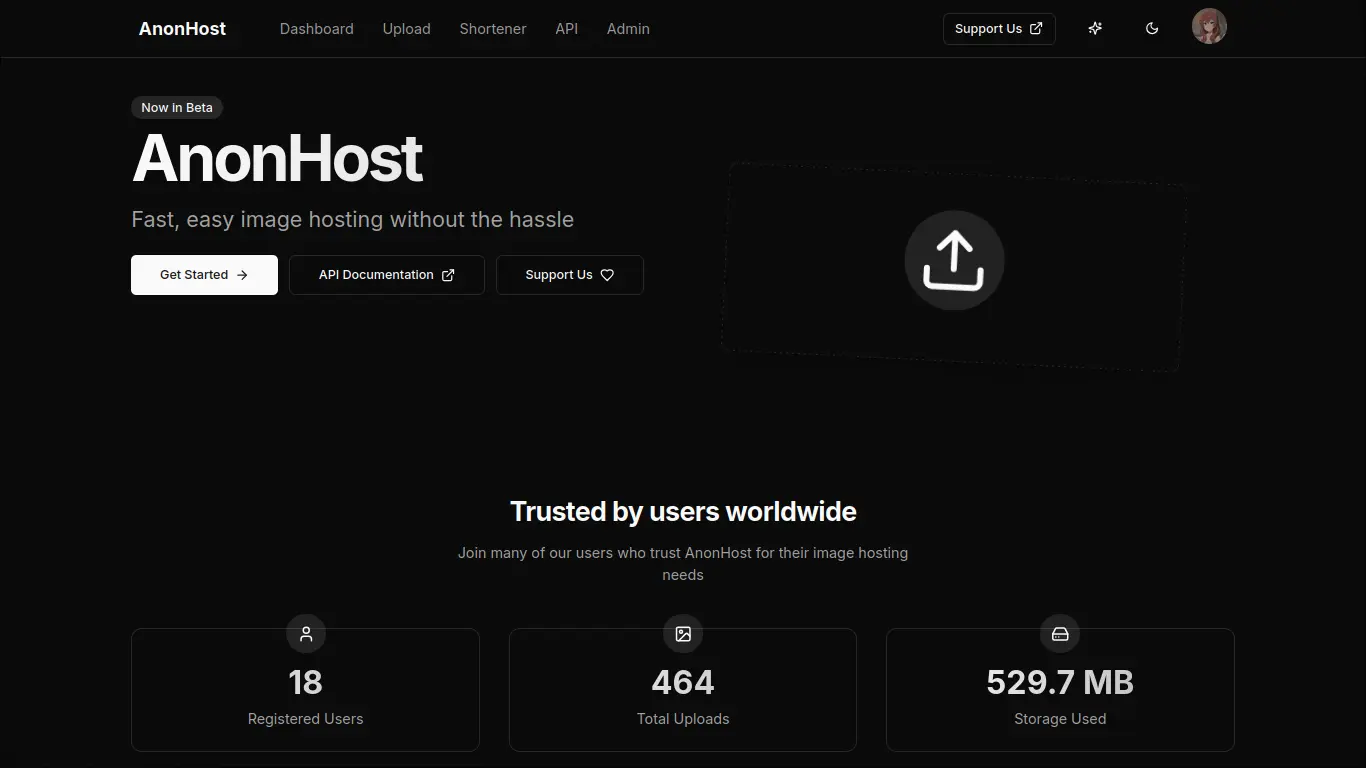 AnonHost
Dashboard
Upload
Shortener
API
Admin
Support Us
Now in Beta
AnonHost
Fast, easy image hosting without the hassle
Get Started
API Documentation
Support Us
Trusted by users worldwide
Join many of our users who trust AnonHost for their image hosting
needs
18
Registered Users
464
Total Uploads
529.7 MB
Storage Used